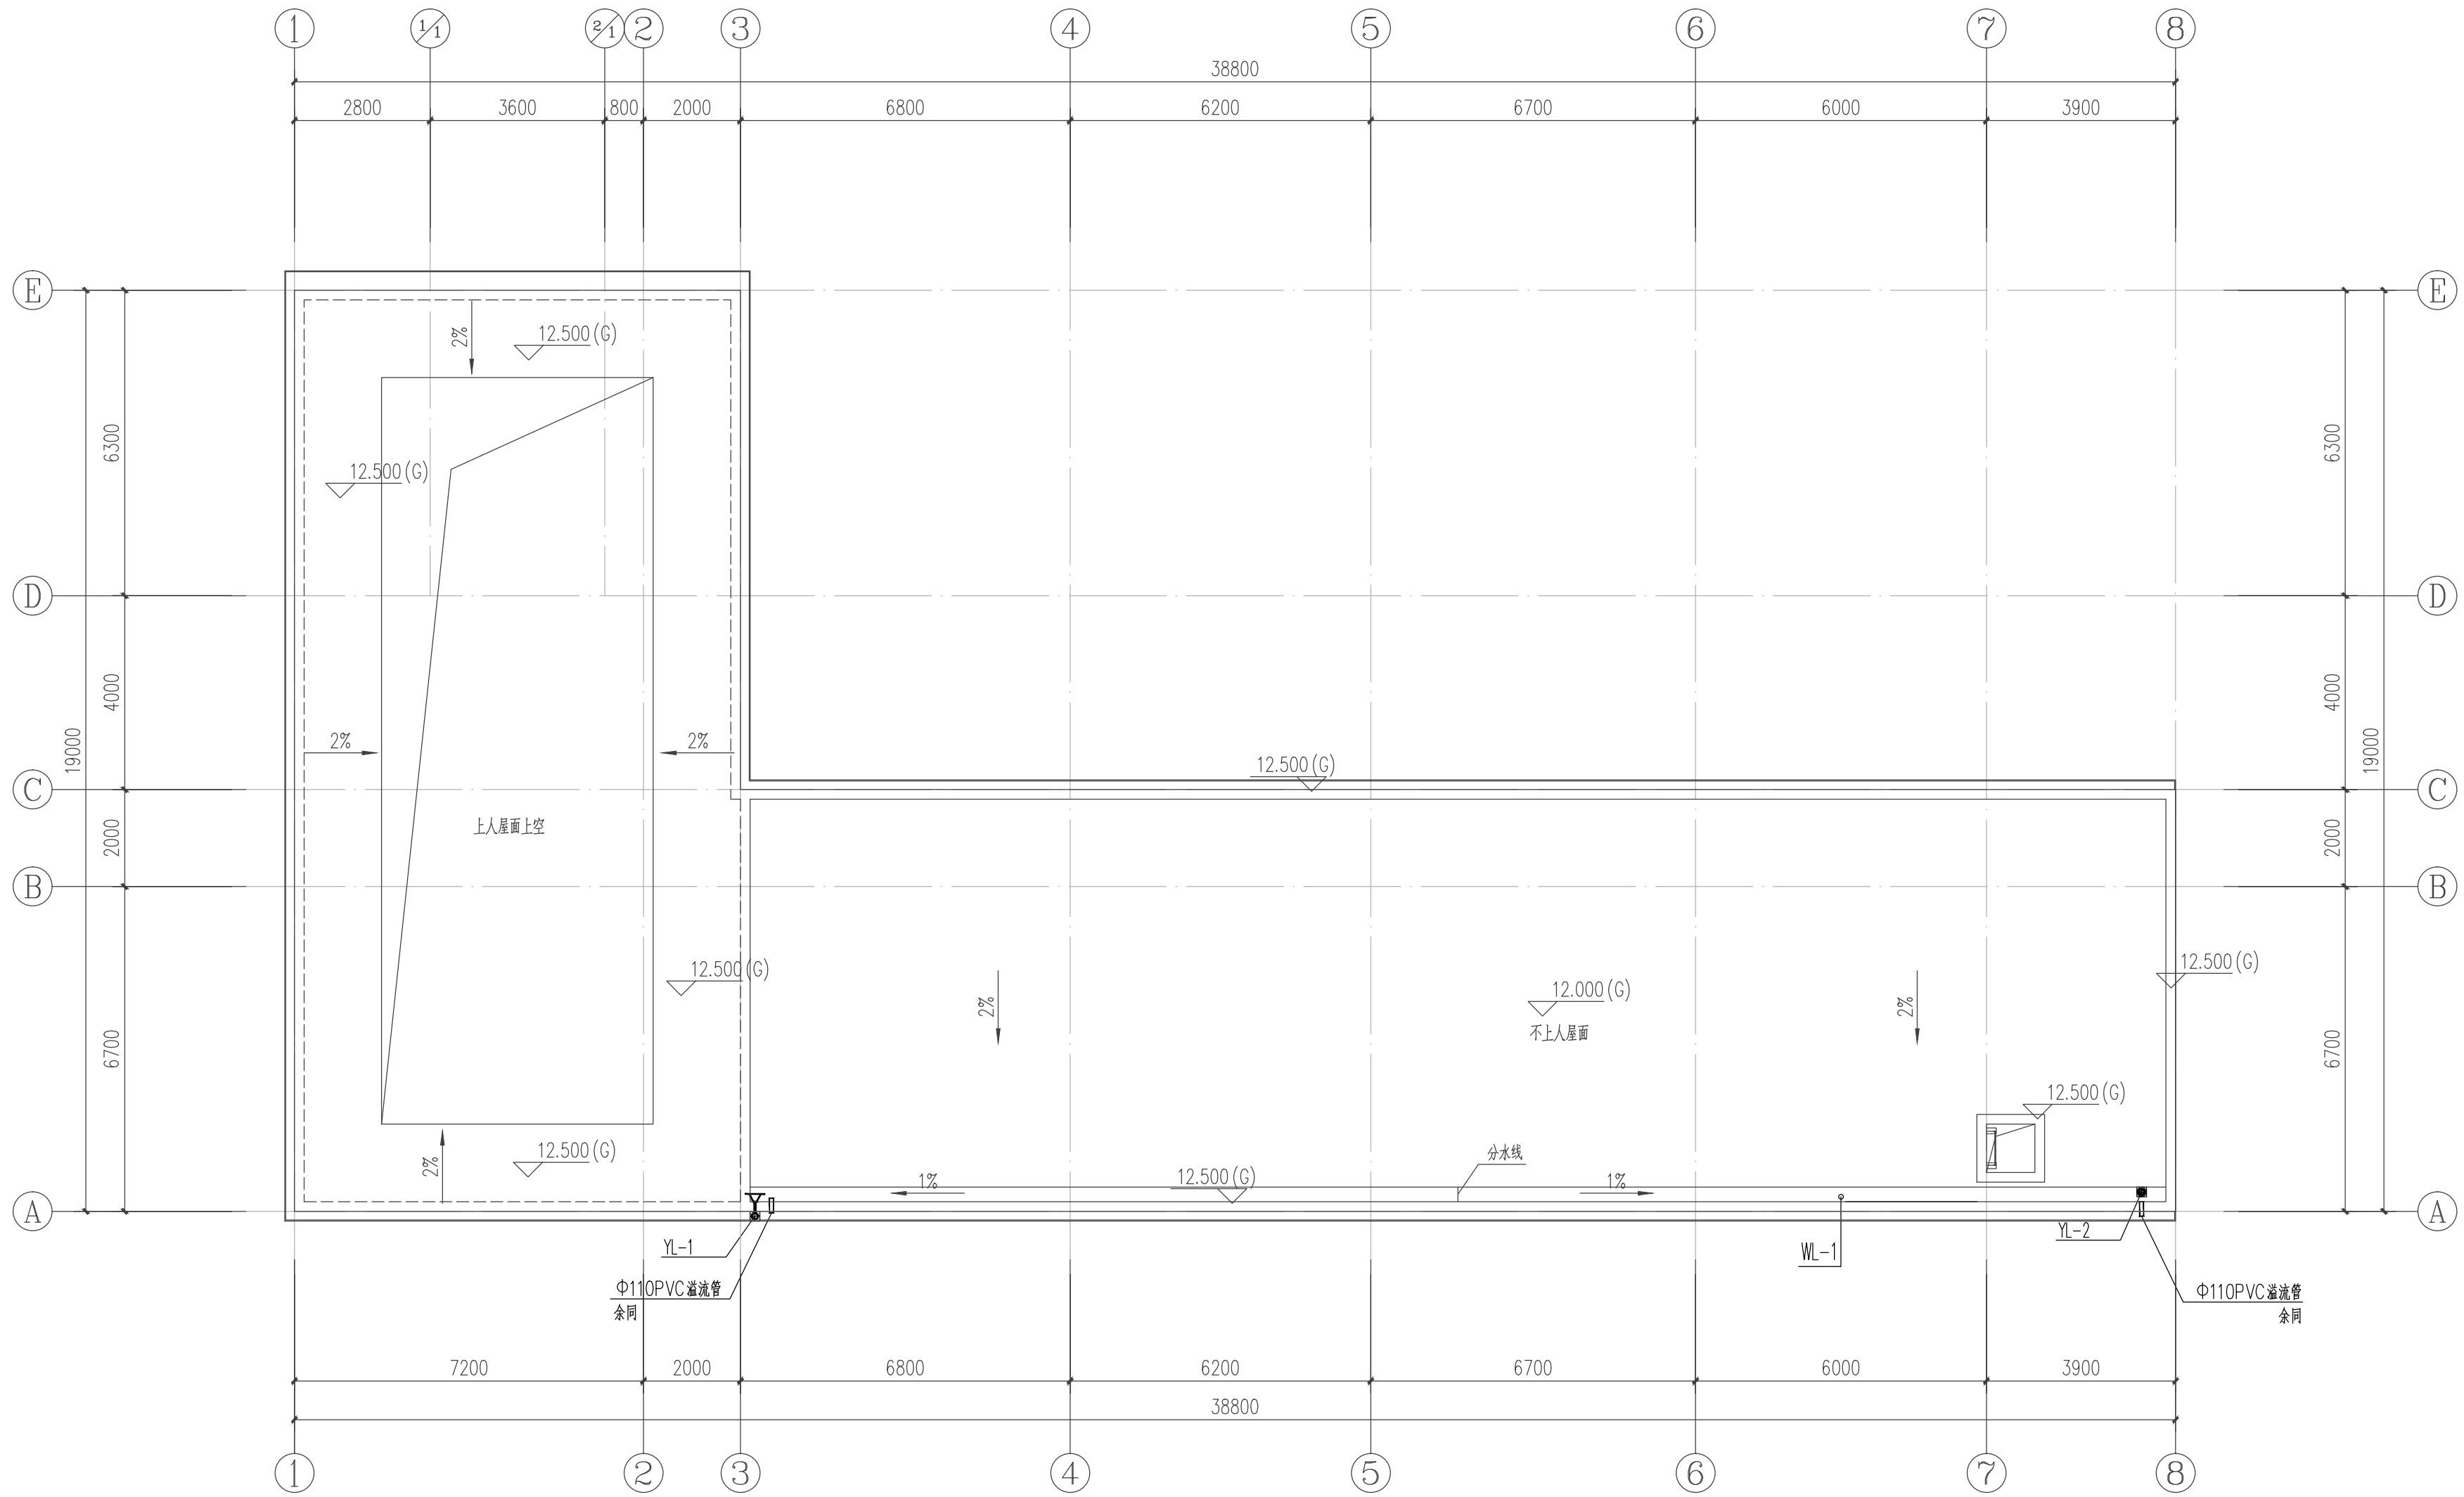 1 1/1 2/1 2 3 4 5 6 7 8
38800
2800 3600 800 2000 6800 6200 6700 6000 3900
E E
2% 12.500(G)
6300 6300
12.500(G)
D D
4000 4000
19000 19000
2% 2%
12.500(G)
C C
上人屋面上空
2000 2000
B B
12.500(G) 12.500(G)
2% 12.000(G) 2%
不上人屋面
6700 6700
12.500(G)
12.500(G) 分水线
2% 1% 12.500(G) 1%
A A
YL-1 WL-1 YL-2
Φ110PVC溢流管 Φ110PVC溢流管
余同 余同
7200 2000 6800 6200 6700 6000 3900
38800
1 2 3 4 5 6 7 8